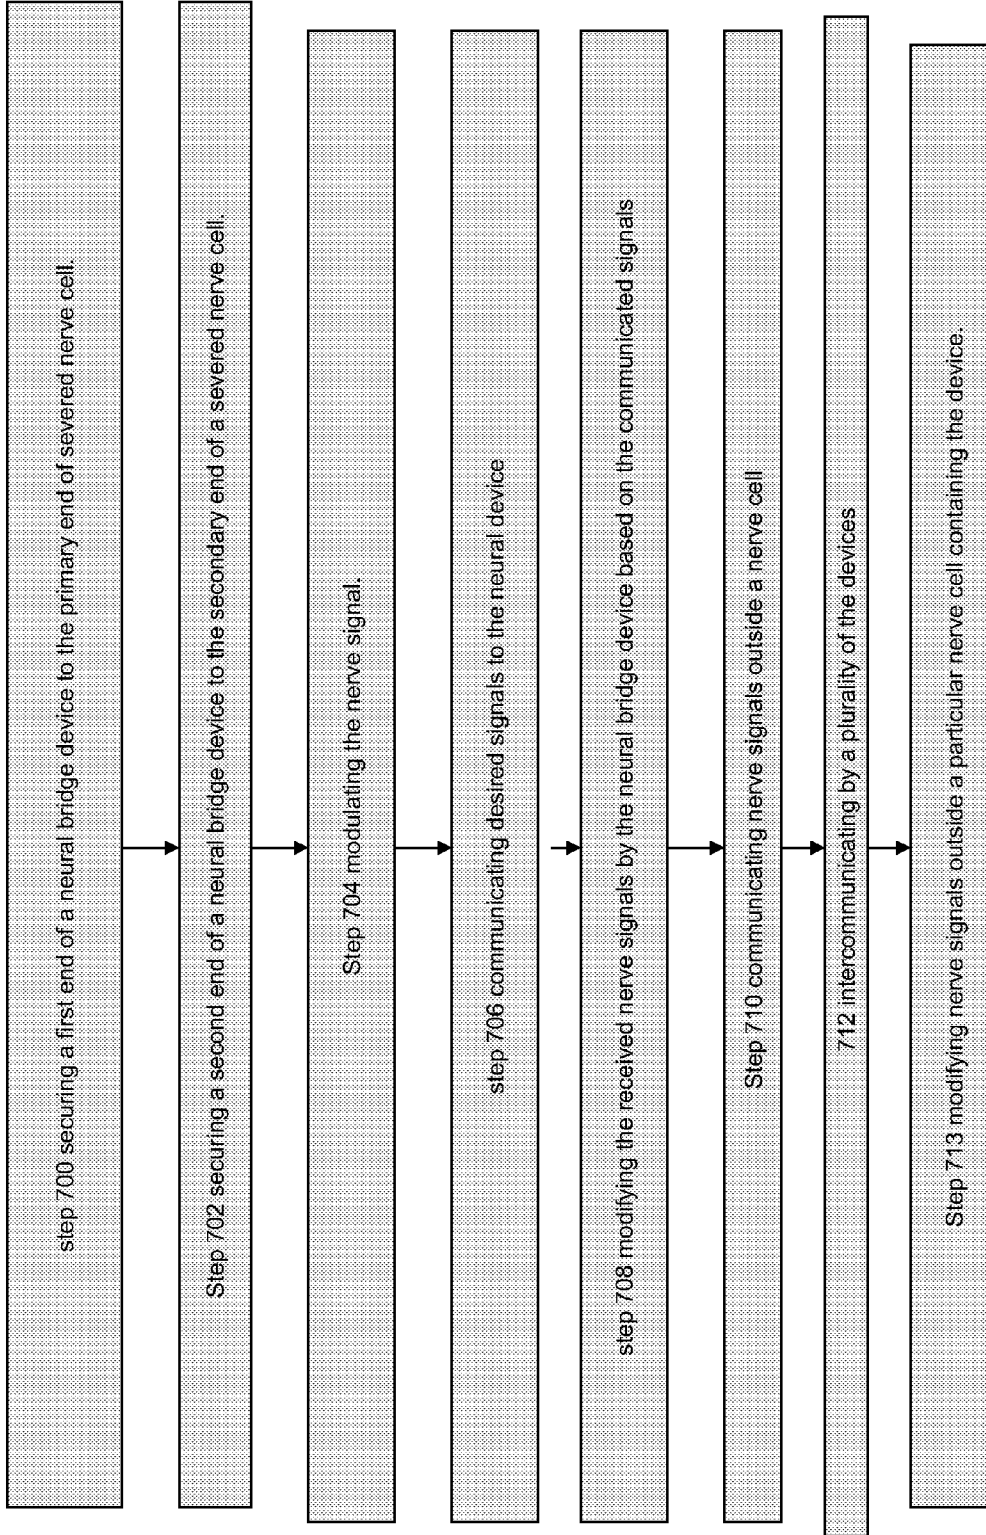 step 700 securing a first end of a neural bridge device to the primary end of severed nerve cell.
Step 702 securing a second end of a neural bridge device to the secondary end of a severed nerve cell.
Step 704 modulating the nerve signal.
step 706 communicating desired signals to the neural device
step 708 modifying the received nerve signals by the neural bridge device based on the communicated signals
Step 710 communicating nerve signals outside a nerve cell
712 intercommunicating by a plurality of the devices
Step 713 modifying nerve signals outside a particular nerve cell containing the device.